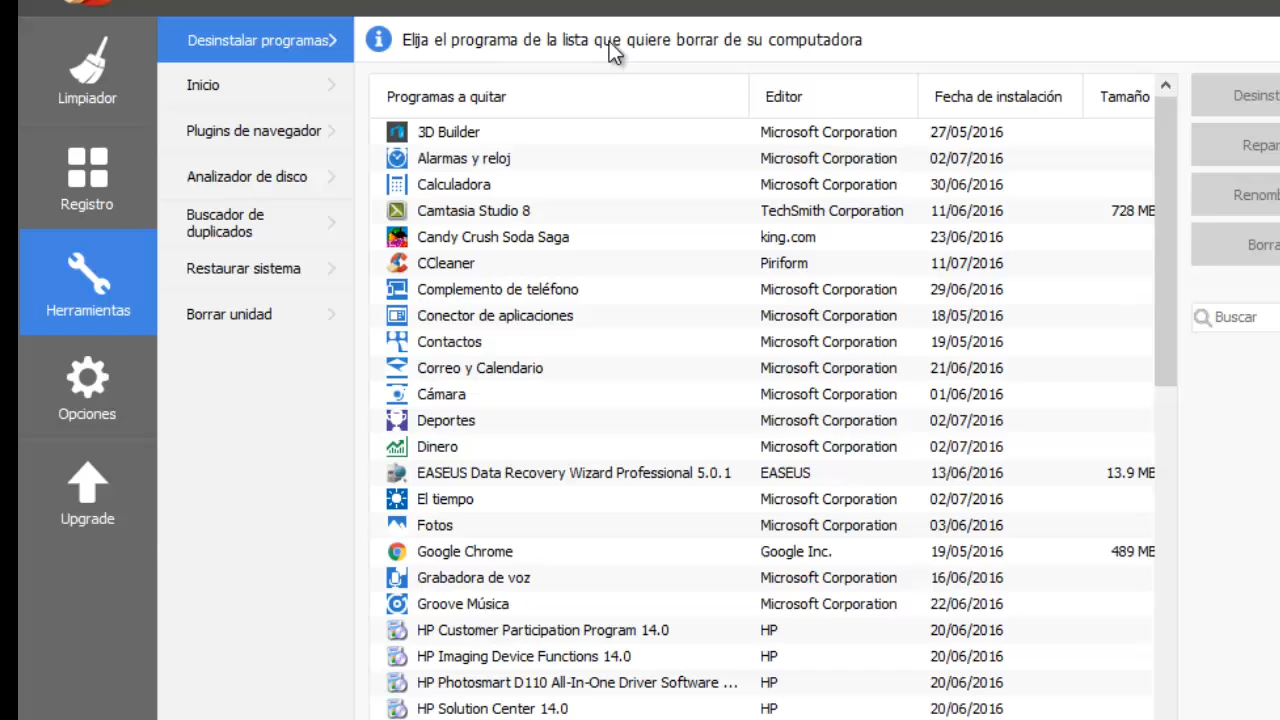 Limpiador
Registro
Herramientas
Opciones
Upgrade
Desinstalar programas
Inicio
Plugins de navegador
Analizador de disco
Buscador de
duplicados
Restaurar sistema
Borrar unidad
Elija el programa de la lista que quiere borrar de su computadora
Programas a quitar Editor Fecha de instalación Tamaño
3D Builder Microsoft Corporation 27/05/2016
Alarmas y reloj Microsoft Corporation 02/07/2016
Calculadora Microsoft Corporation 30/06/2016
Camtasia Studio 8 TechSmith Corporation 11/06/2016 728 MB
Candy Crush Soda Saga king.com 23/06/2016
CCleaner Piriform 11/07/2016
Complemento de teléfono Microsoft Corporation 29/06/2016
Conector de aplicaciones Microsoft Corporation 18/05/2016
Contactos Microsoft Corporation 19/05/2016
Correo y Calendario Microsoft Corporation 21/06/2016
Cámara Microsoft Corporation 01/06/2016
Deportes Microsoft Corporation 02/07/2016
Dinero Microsoft Corporation 02/07/2016
EASEUS Data Recovery Wizard Professional 5.0.1 EASEUS 13/06/2016 13.9 MB
El tiempo Microsoft Corporation 02/07/2016
Fotos Microsoft Corporation 03/06/2016
Google Chrome Google Inc. 19/05/2016 489 MB
Grabadora de voz Microsoft Corporation 16/06/2016
Groove Música Microsoft Corporation 22/06/2016
HP Customer Participation Program 14.0 HP 20/06/2016
HP Imaging Device Functions 14.0 HP 20/06/2016
HP Photosmart D110 All-In-One Driver Software ... HP 20/06/2016
HP Solution Center 14.0 HP 20/06/2016
Desinst
Repar
Renomb
Borra
Buscar